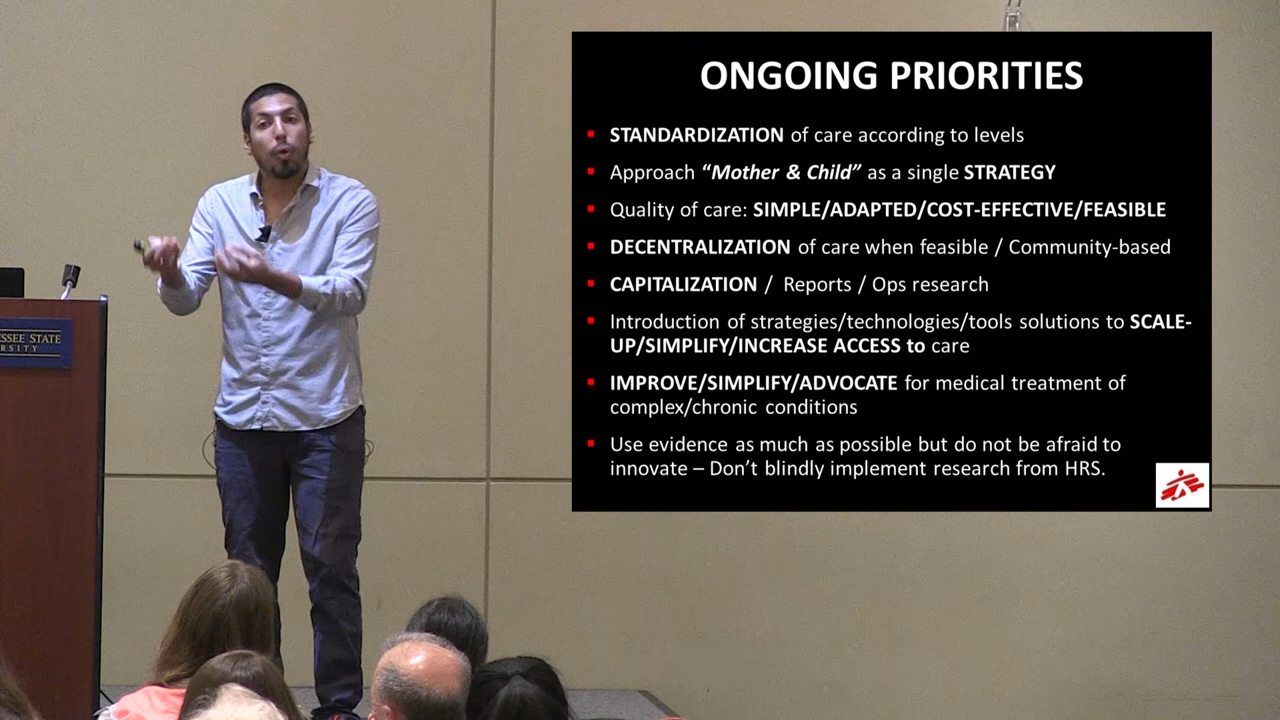 ONGOING PRIORITIES
▪ STANDARDIZATION of care according to levels
▪ Approach “Mother & Child” as a single STRATEGY
▪ Quality of care: SIMPLE/ADAPTED/COST-EFFECTIVE/FEASIBLE
▪ DECENTRALIZATION of care when feasible / Community-based
▪ CAPITALIZATION / Reports / Ops research
▪ Introduction of strategies/technologies/tools solutions to SCALE-
UP/SIMPLIFY/INCREASE ACCESS to care
▪ IMPROVE/SIMPLIFY/ADVOCATE for medical treatment of
complex/chronic conditions
▪ Use evidence as much as possible but do not be afraid to
innovate – Don’t blindly implement research from HRS.
SSEE STATE
RSITY